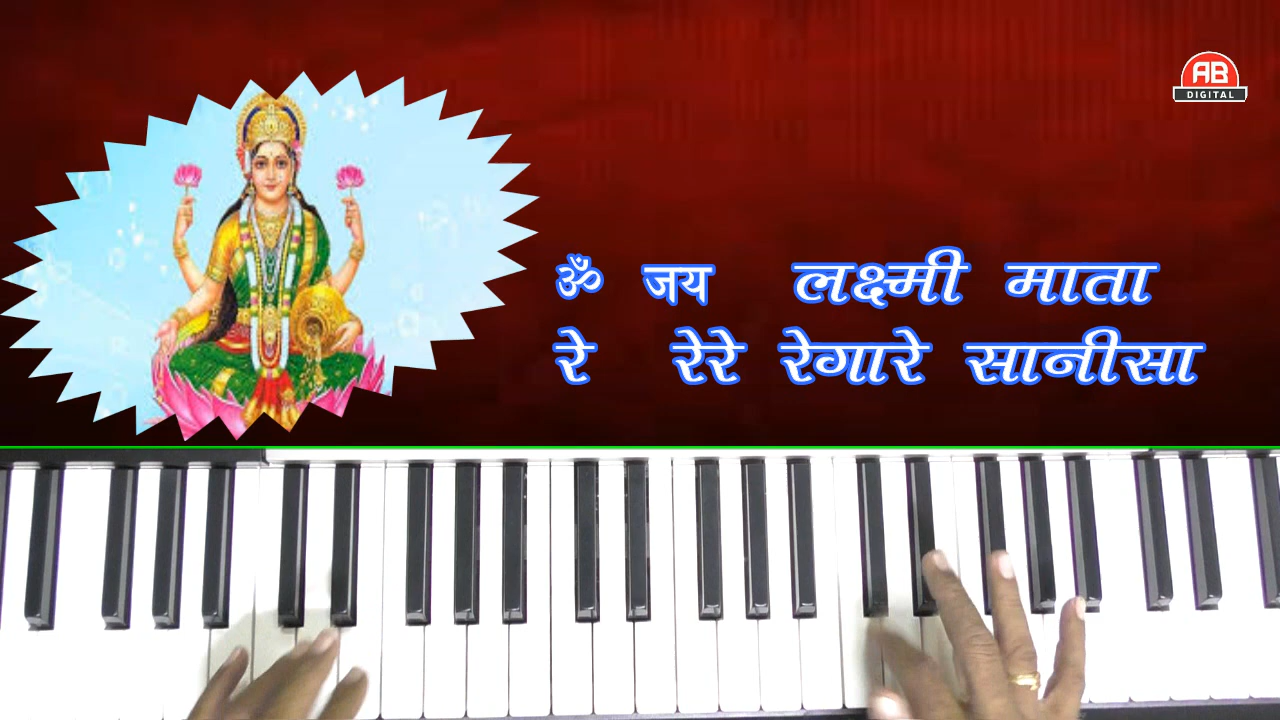 AB
DIGITAL
ॐ जय लक्ष्मी माता
रे रेरे रेगारे सानीसा